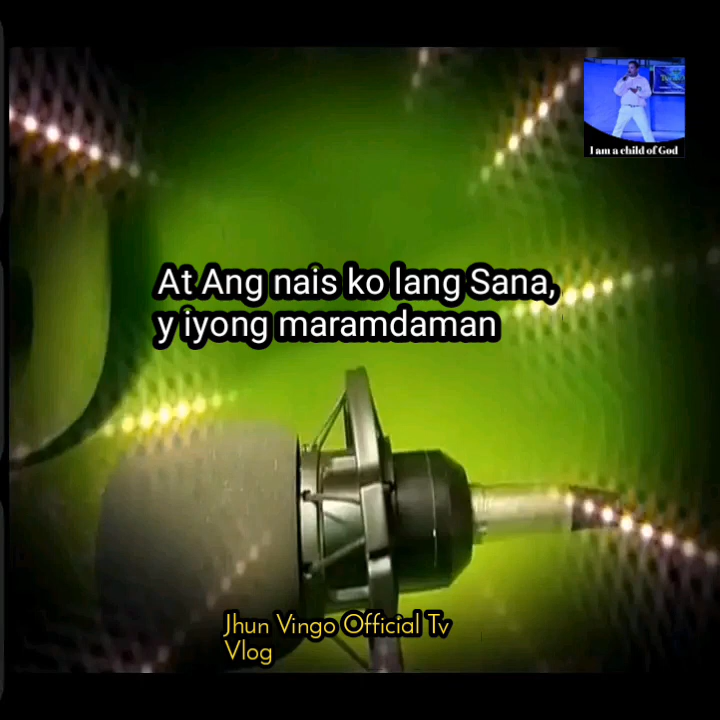 I am a child of God
At Ang nais ko lang Sana,
y iyong maramdaman
Jhun Vingo Official Tv
Vlog